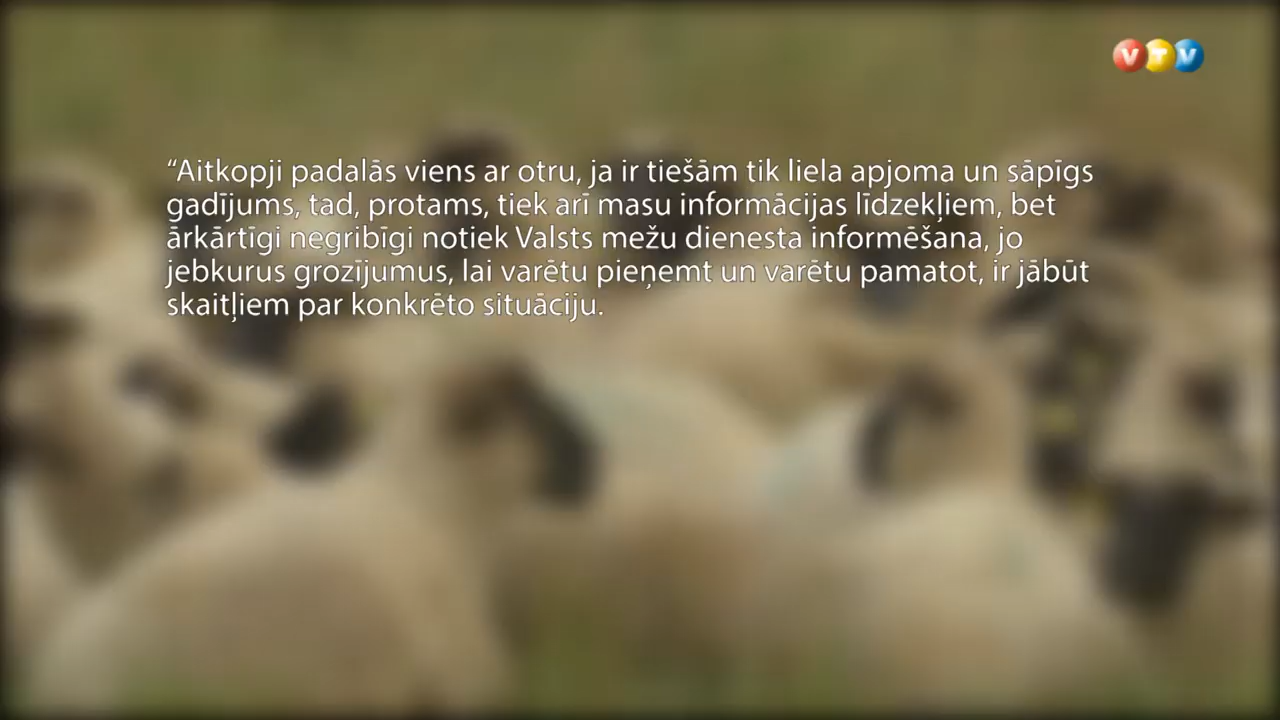 VTV
“Aitkopji padalās viens ar otru, ja ir tiešām tik liela apjoma un sāpīgs
gadījums, tad, protams, tiek arī masu informācijas līdzekļiem, bet
ārkārtīgi negribīgi notiek Valsts mežu dienesta informēšana, jo
jebkurus grozījumus, lai varētu pieņemt un varētu pamatot, ir jābūt
skaitļiem par konkrēto situāciju.